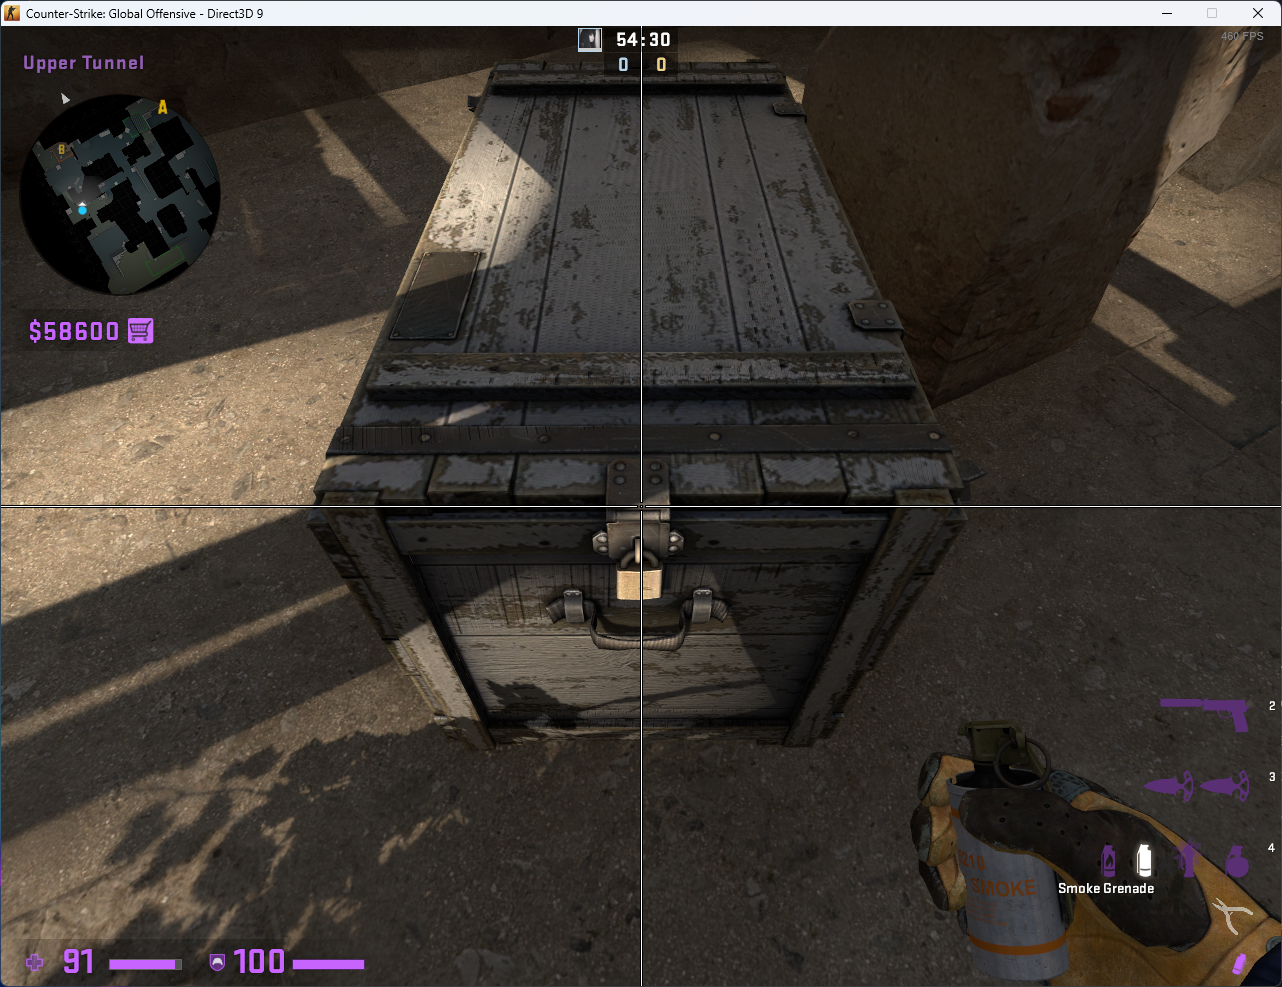 Counter-Strike: Global Offensive - Direct3D 9
54:30
460 FPS
0 0
Upper Tunnel
A
B
$58600
2
3
4
SMOKE
Smoke Grenade
91
100